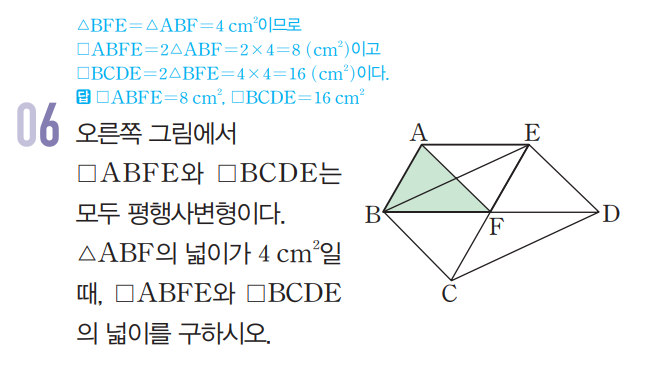 △BFE=△ABF=4 cm²이므로
□ABFE=2△ABF=2×4=8 (cm²)이고
□BCDE=2△BFE=4×4=16 (cm²)이다.
답 □ABFE=8 cm², □BCDE=16 cm²
06 오른쪽 그림에서
□ABFE와 □BCDE는
모두 평행사변형이다.
△ABF의 넓이가 4 cm²일
때, □ABFE와 □BCDE
의 넓이를 구하시오.
A E
B F D
C